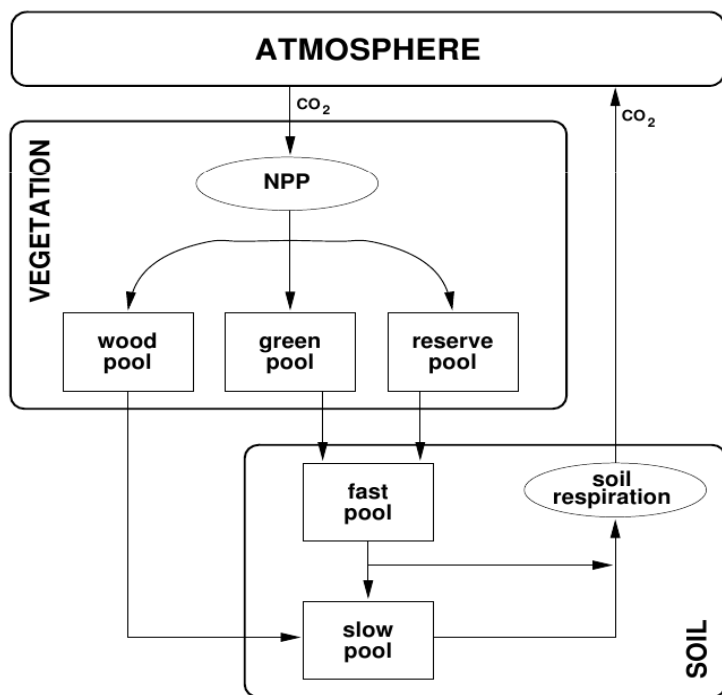 ATMOSPHERE
CO2
CO2
VEGETATION
NPP
wood
pool
green
pool
reserve
pool
fast
pool
soil
respiration
slow
pool
SOIL